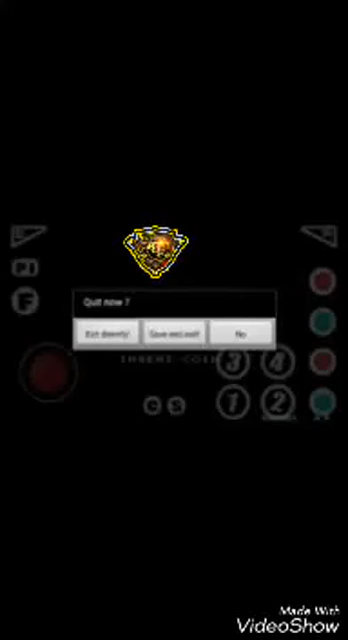 F
Quit now ?
Exit directly Save and exit No
INSERT COIN
3 4
C S 1 2
Made With
VideoShow